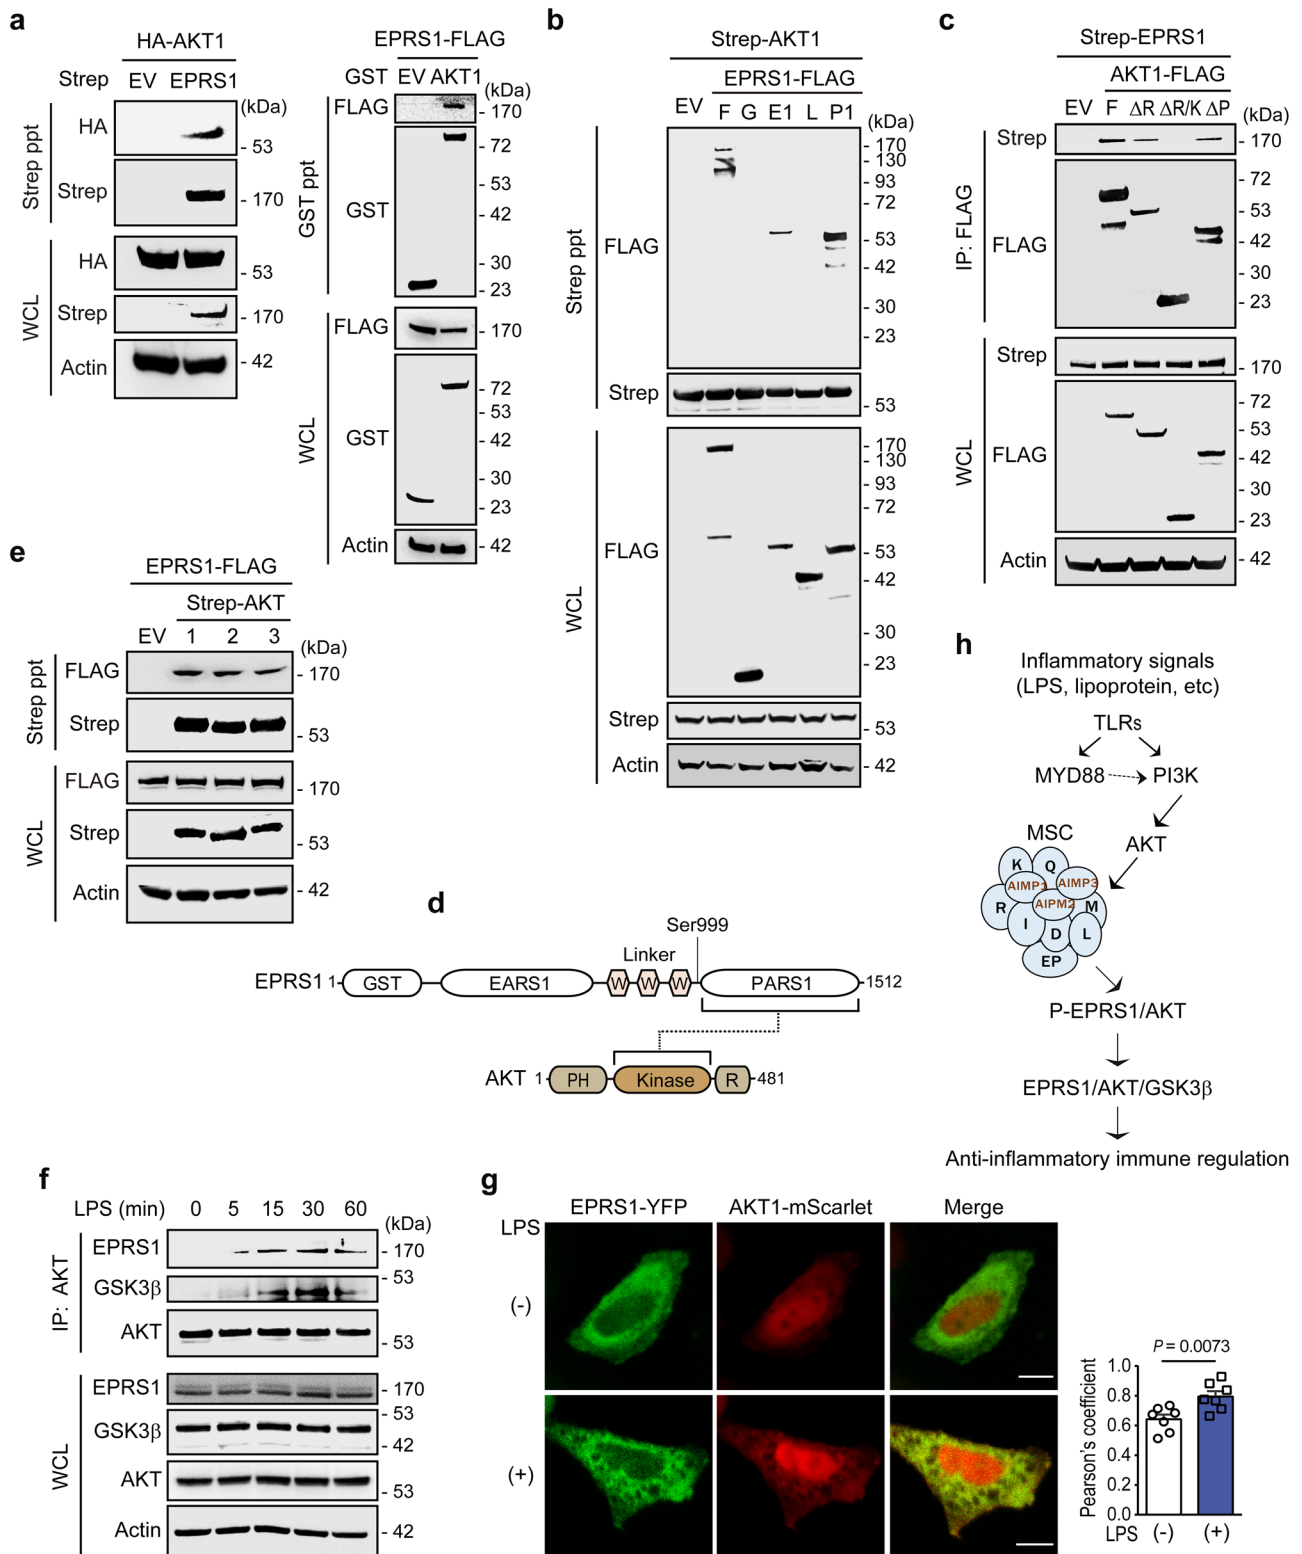 a
HA-AKT1
Strep EV EPRS1
(kDa)
Strep ppt
HA
- 53
Strep
- 170
WCL
HA
- 53
Strep
- 170
Actin
- 42
EPRS1-FLAG
GST EV AKT1
(kDa)
GST ppt
FLAG
- 170
GST
- 72
- 53
- 42
- 30
- 23
WCL
FLAG
- 170
GST
- 72
- 53
- 42
- 30
- 23
Actin
- 42
b
Strep-AKT1
EPRS1-FLAG
EV F G E1 L P1
(kDa)
Strep ppt
FLAG
- 170
- 130
- 93
- 72
- 53
- 42
- 30
- 23
Strep
- 53
WCL
FLAG
- 170
- 130
- 93
- 72
- 53
- 42
- 30
- 23
Strep
- 53
Actin
- 42
c
Strep-EPRS1
AKT1-FLAG
EV F ΔR ΔR/K ΔP
(kDa)
IP: FLAG
Strep
- 170
FLAG
- 72
- 53
- 42
- 30
- 23
WCL
Strep
- 170
FLAG
- 72
- 53
- 42
- 30
- 23
Actin
- 42
d
Ser999
Linker
EPRS1 1 GST EARS1 W W W PARS1 1512
AKT 1 PH Kinase R 481
e
EPRS1-FLAG
Strep-AKT
EV 1 2 3
(kDa)
Strep ppt
FLAG
- 170
Strep
- 53
WCL
FLAG
- 170
Strep
- 53
Actin
- 42
f
LPS (min) 0 5 15 30 60
(kDa)
IP: AKT
EPRS1
- 170
- 53
GSK3β
AKT
- 53
WCL
EPRS1
- 170
- 53
GSK3β
- 42
AKT
- 53
Actin
- 42
g
EPRS1-YFP AKT1-mScarlet Merge
LPS
(-)
(+)
P = 0.0073
Pearson's coefficient
1.0
0.8
0.6
0.4
0.2
0.0
LPS (-) (+)
h
Inflammatory signals
(LPS, lipoprotein, etc)
TLRs
MYD88 PI3K
AKT
MSC
K Q
AIMP1 AIMP3
R AIPM2 M
I D L
EP
P-EPRS1/AKT
EPRS1/AKT/GSK3β
Anti-inflammatory immune regulation